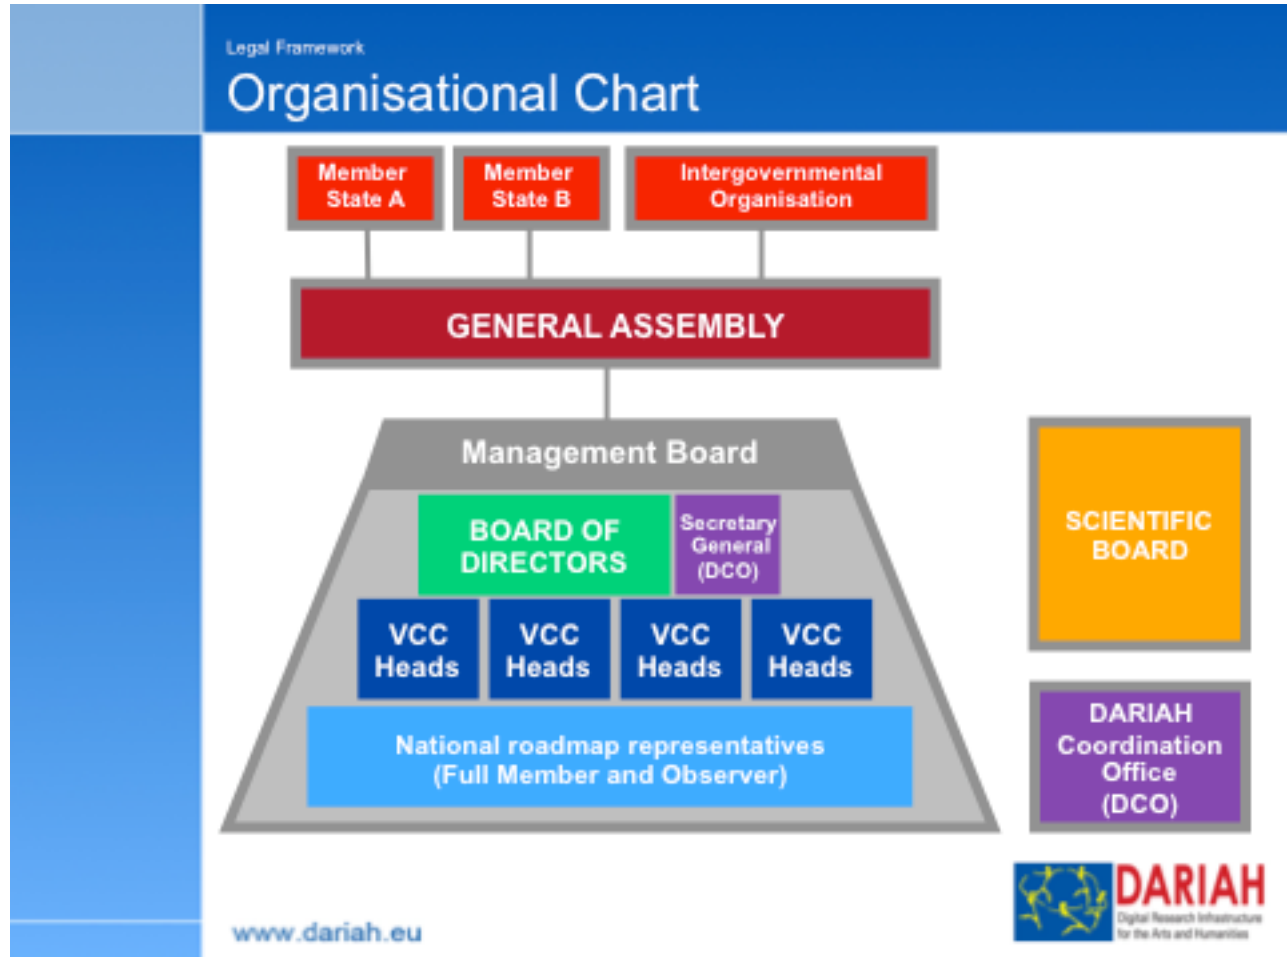 Legal Framework
Organisational Chart
Member
State A
Member
State B
Intergovernmental
Organisation
GENERAL ASSEMBLY
Management Board
BOARD OF
DIRECTORS
Secretary
General
(DCO)
VCC
Heads
VCC
Heads
VCC
Heads
VCC
Heads
National roadmap representatives
(Full Member and Observer)
SCIENTIFIC
BOARD
DARIAH
Coordination
Office
(DCO)
www.dariah.eu
DARIAH
Digital Research Infrastructure
for the Arts and Humanities